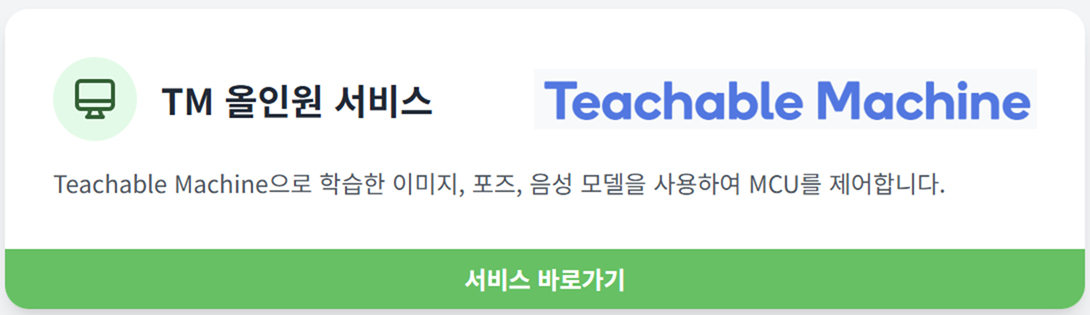 TM 올인원 서비스
Teachable Machine
Teachable Machine으로 학습한 이미지, 포즈, 음성 모델을 사용하여 MCU를 제어합니다.
서비스 바로가기